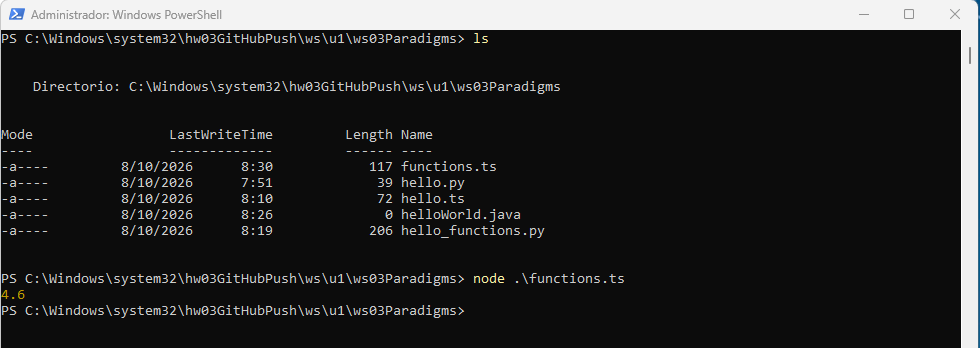 Administrador: Windows PowerShell
PS C:\Windows\system32\hw03GitHubPush\ws\u1\ws03Paradigms> ls
Directorio: C:\Windows\system32\hw03GitHubPush\ws\u1\ws03Paradigms
Mode LastWriteTime Length Name
---- ------------- ------ ----
-a---- 8/10/2026 8:30 117 functions.ts
-a---- 8/10/2026 7:51 39 hello.py
-a---- 8/10/2026 8:10 72 hello.ts
-a---- 8/10/2026 8:26 0 helloWorld.java
-a---- 8/10/2026 8:19 206 hello_functions.py
PS C:\Windows\system32\hw03GitHubPush\ws\u1\ws03Paradigms> node .\functions.ts
4.6
PS C:\Windows\system32\hw03GitHubPush\ws\u1\ws03Paradigms>